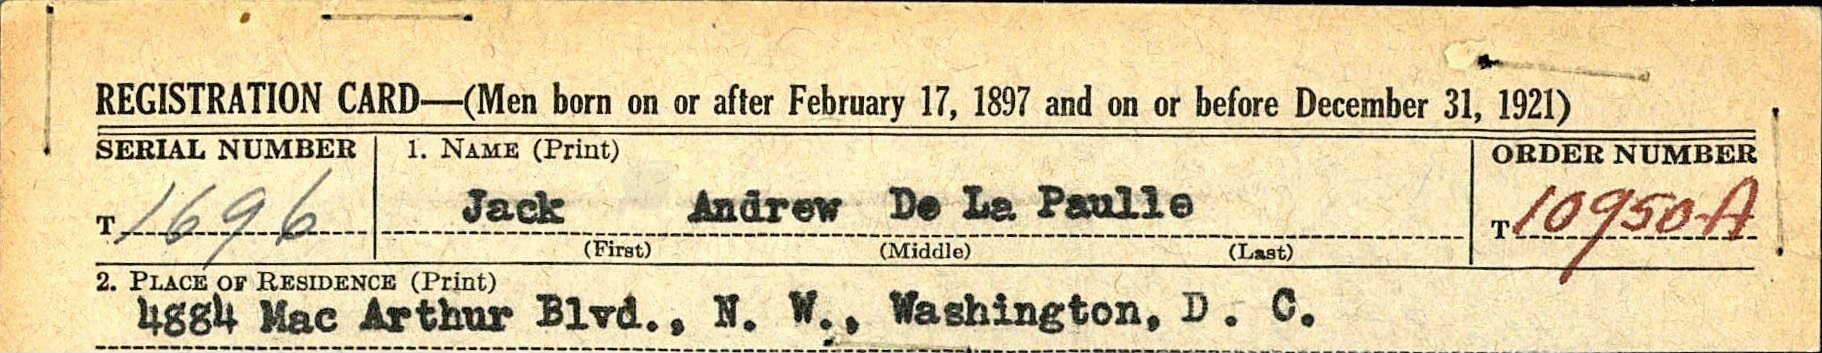 REGISTRATION CARD—(Men born on or after February 17, 1897 and on or before December 31, 1921)
SERIAL NUMBER 1. NAME (Print) ORDER NUMBER
T 1696 Jack Andrew De La Paulle T 10950-A
(First) (Middle) (Last)
2. PLACE OF RESIDENCE (Print)
4884 Mac Arthur Blvd., N. W., Washington, D. C.